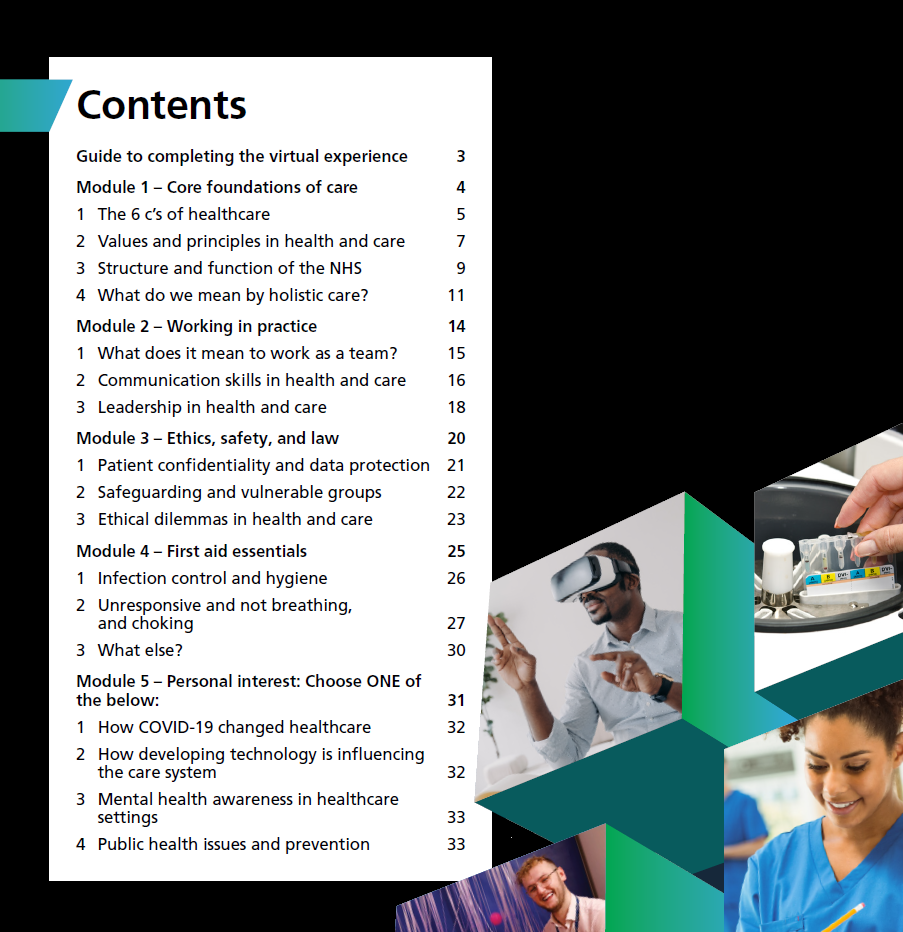 Contents
Guide to completing the virtual experience 3
Module 1 – Core foundations of care 4
1 The 6 c’s of healthcare 5
2 Values and principles in health and care 7
3 Structure and function of the NHS 9
4 What do we mean by holistic care? 11
Module 2 – Working in practice 14
1 What does it mean to work as a team? 15
2 Communication skills in health and care 16
3 Leadership in health and care 18
Module 3 – Ethics, safety, and law 20
1 Patient confidentiality and data protection 21
2 Safeguarding and vulnerable groups 22
3 Ethical dilemmas in health and care 23
Module 4 – First aid essentials 25
1 Infection control and hygiene 26
2 Unresponsive and not breathing,
and choking 27
3 What else? 30
Module 5 – Personal interest: Choose ONE of
the below: 31
1 How COVID-19 changed healthcare 32
2 How developing technology is influencing
the care system 32
3 Mental health awareness in healthcare
settings 33
4 Public health issues and prevention 33